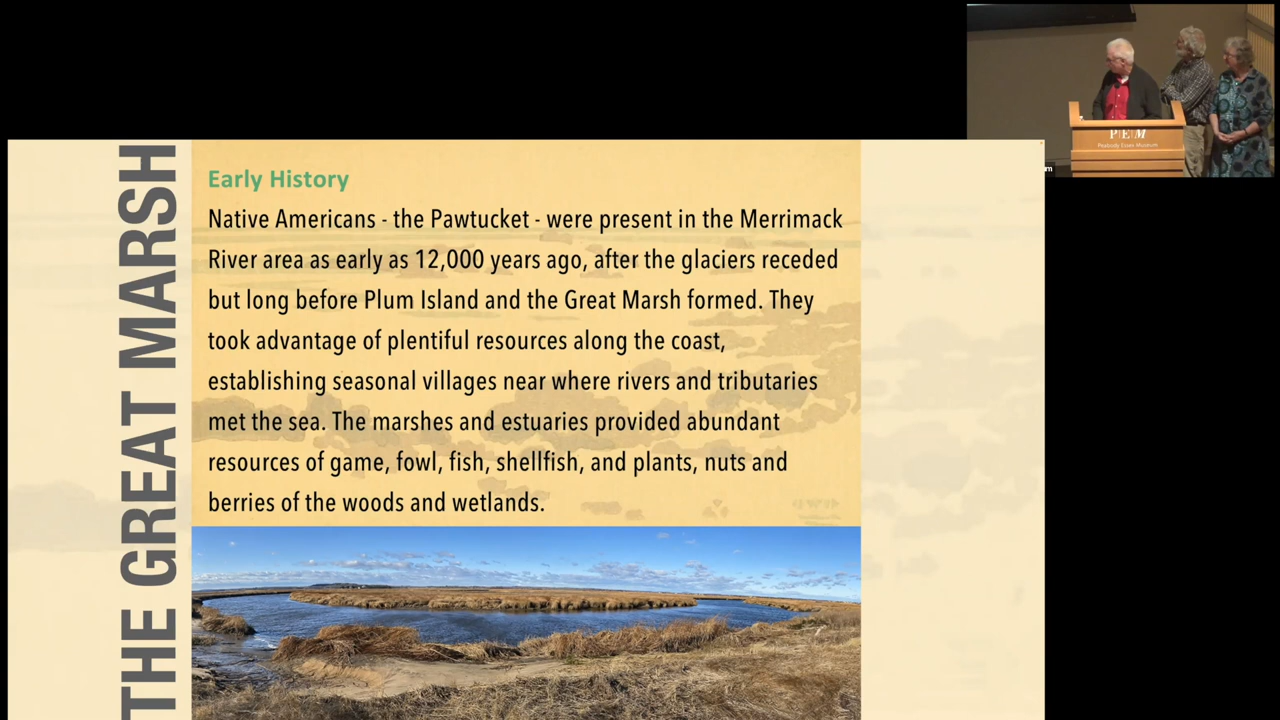 THE GREAT MARSH
Early History
Native Americans - the Pawtucket - were present in the Merrimack
River area as early as 12,000 years ago, after the glaciers receded
but long before Plum Island and the Great Marsh formed. They
took advantage of plentiful resources along the coast,
establishing seasonal villages near where rivers and tributaries
met the sea. The marshes and estuaries provided abundant
resources of game, fowl, fish, shellfish, and plants, nuts and
berries of the woods and wetlands.
PEM
Peabody Essex Museum